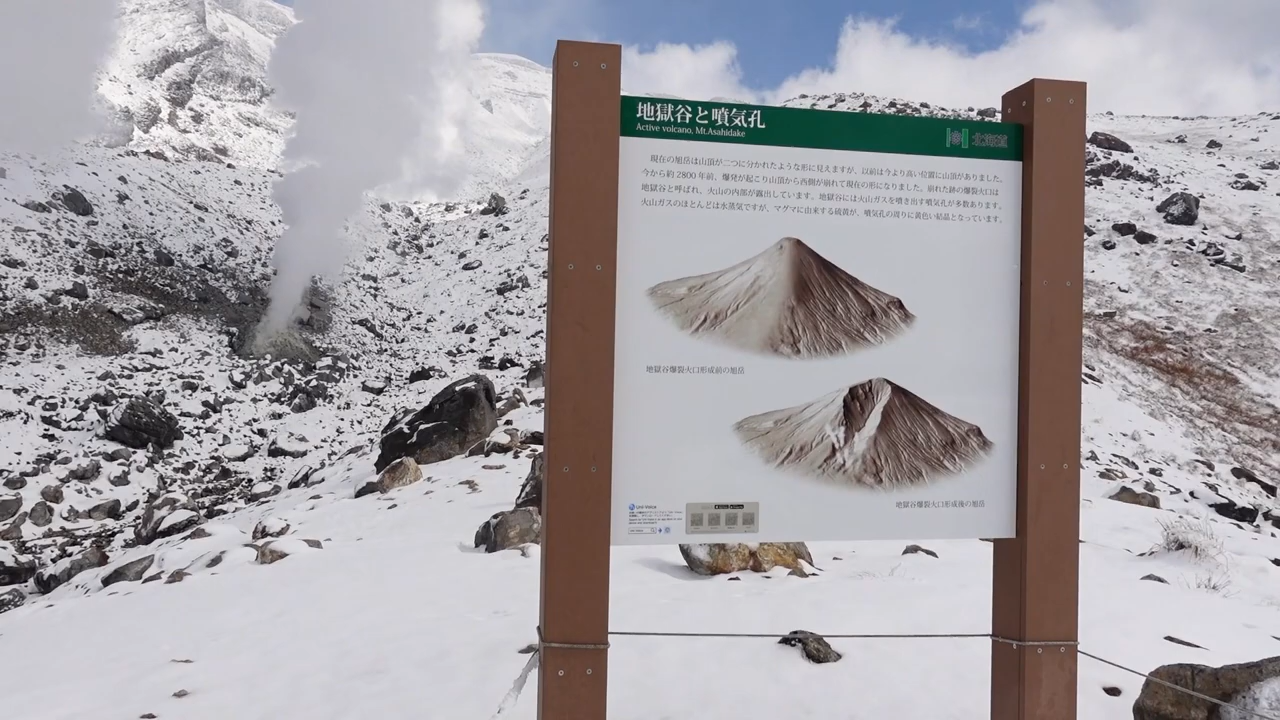 地獄谷と噴気孔
Active volcano, Mt.Asahidake
北海道
現在の旭岳は山頂が二つに分かれたような形に見えますが、以前は今より高い位置に山頂がありました。
今から約 2800 年前、爆発が起こり山頂から西側が崩れて現在の形になりました。崩れた跡の爆裂火口は
地獄谷と呼ばれ、火山の内部が露出しています。地獄谷には火山ガスを噴き出す噴気孔が多数あります。
火山ガスのほとんどは水蒸気ですが、マグマに由来する硫黄が、噴気孔の周りに黄色い結晶となっています。
地獄谷爆裂火口形成前の旭岳
地獄谷爆裂火口形成後の旭岳
Uni-Voice